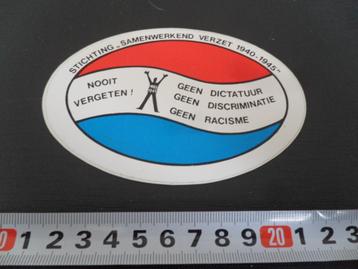 STICHTING „SAMENWERKEND VERZET 1940-1945"
NOOIT
VERGETEN!
GEEN DICTATUUR
GEEN DISCRIMINATIE
GEEN RACISME
0 1 2 3 4 5 6 7 8 9 20 1 2 3